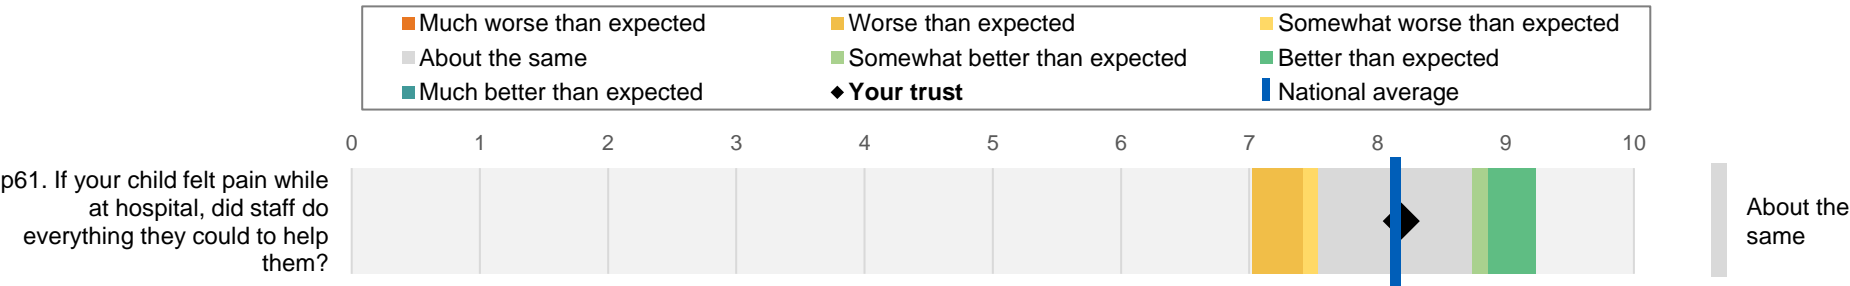 Much worse than expected
Worse than expected
Somewhat worse than expected
About the same
Somewhat better than expected
Better than expected
Much better than expected
Your trust
National average
0 1 2 3 4 5 6 7 8 9 10
p61. If your child felt pain while
at hospital, did staff do
everything they could to help
them?
About the
same